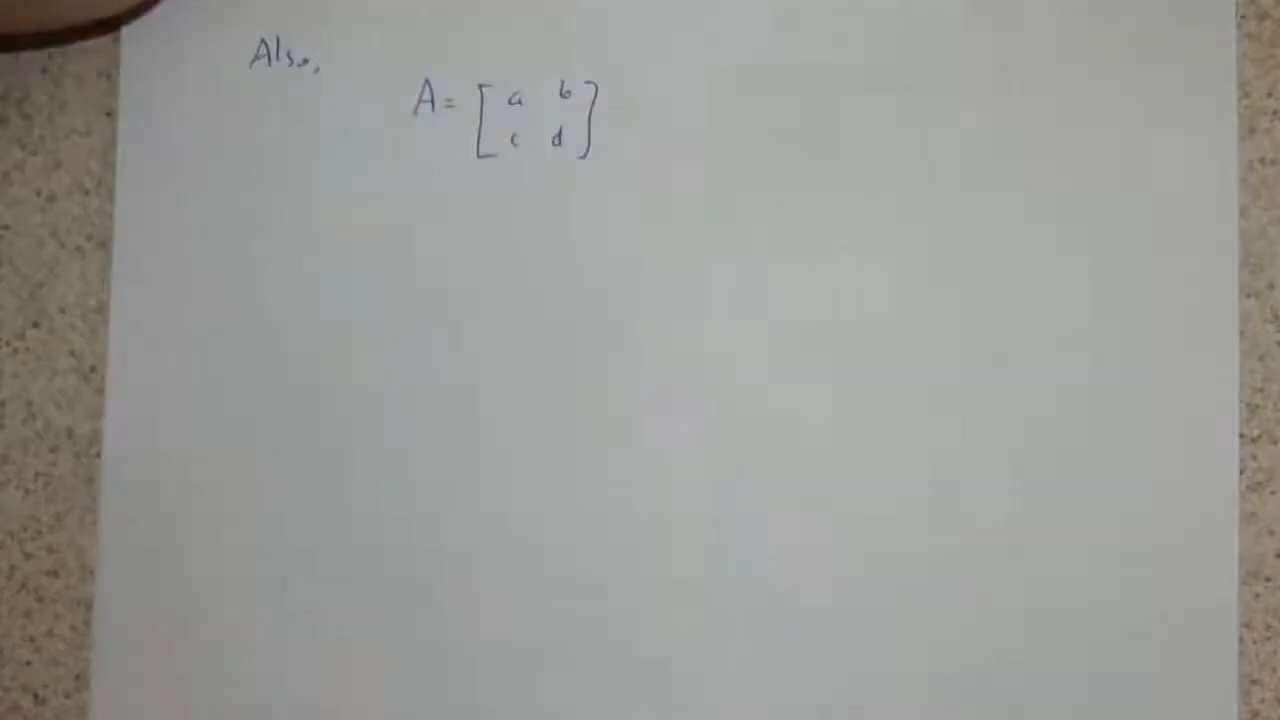 Also,
A = [ a b
c d ]